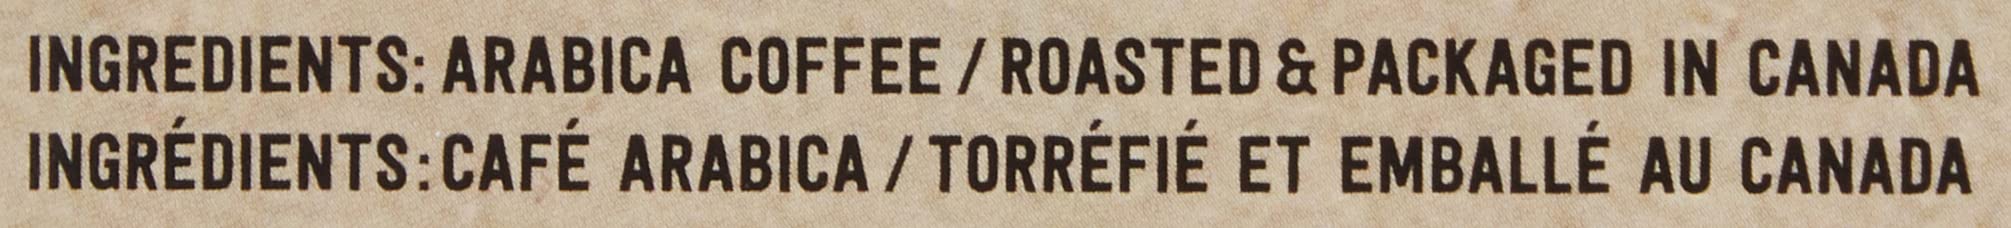 INGREDIENTS: ARABICA COFFEE / ROASTED & PACKAGED IN CANADA
INGRÉDIENTS: CAFÉ ARABICA / TORRÉFIÉ ET EMBALLÉ AU CANADA